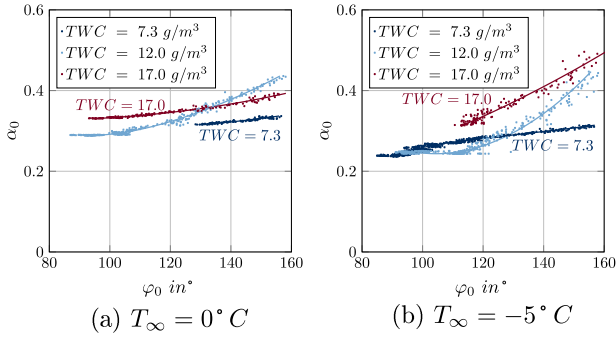 0.6
0.4
0.2
0
α₀
TWC = 7.3 g/m³
TWC = 12.0 g/m³
TWC = 17.0 g/m³
TWC = 17.0
TWC = 7.3
80 100 120 140 160
φ₀ in°
(a) T∞ = 0° C
0.6
0.4
0.2
0
α₀
TWC = 7.3 g/m³
TWC = 12.0 g/m³
TWC = 17.0 g/m³
TWC = 17.0
TWC = 7.3
80 100 120 140 160
φ₀ in°
(b) T∞ = −5° C